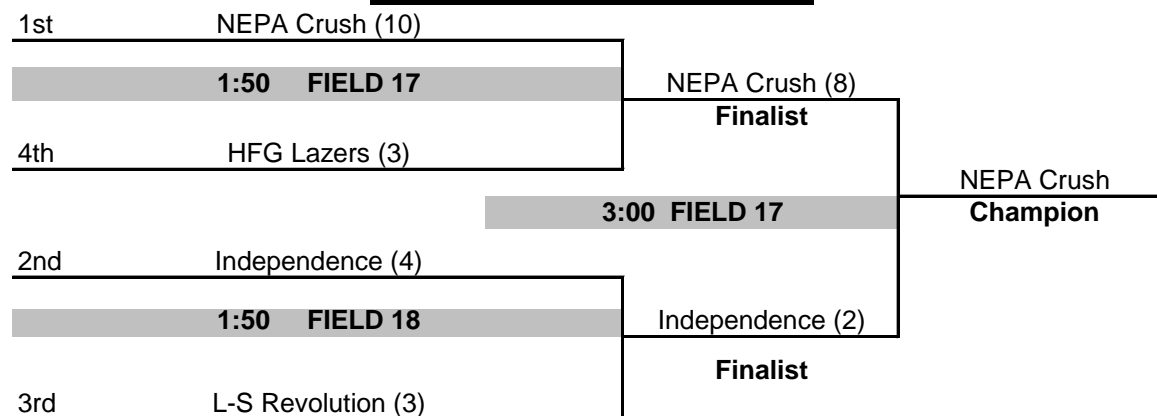 1st NEPA Crush (10)
1:50 FIELD 17
NEPA Crush (8)
Finalist
4th HFG Lazers (3)
NEPA Crush
3:00 FIELD 17
Champion
2nd Independence (4)
1:50 FIELD 18
Independence (2)
Finalist
3rd L-S Revolution (3)